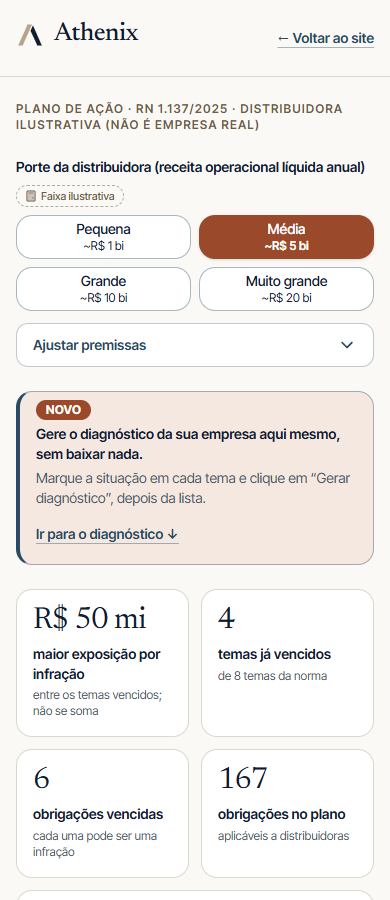 Athenix
← Voltar ao site
PLANO DE AÇÃO · RN 1.137/2025 · DISTRIBUIDORA
ILUSTRATIVA (NÃO É EMPRESA REAL)
Porte da distribuidora (receita operacional líquida anual)
Faixa ilustrativa
Pequena
~R$ 1 bi
Média
~R$ 5 bi
Grande
~R$ 10 bi
Muito grande
~R$ 20 bi
Ajustar premissas
NOVO
Gere o diagnóstico da sua empresa aqui mesmo,
sem baixar nada.
Marque a situação em cada tema e clique em “Gerar
diagnóstico”, depois da lista.
Ir para o diagnóstico ↓
R$ 50 mi
maior exposição por
infração
entre os temas vencidos;
não se soma
4
temas já vencidos
de 8 temas da norma
6
obrigações vencidas
cada uma pode ser uma
infração
167
obrigações no plano
aplicáveis a distribuidoras